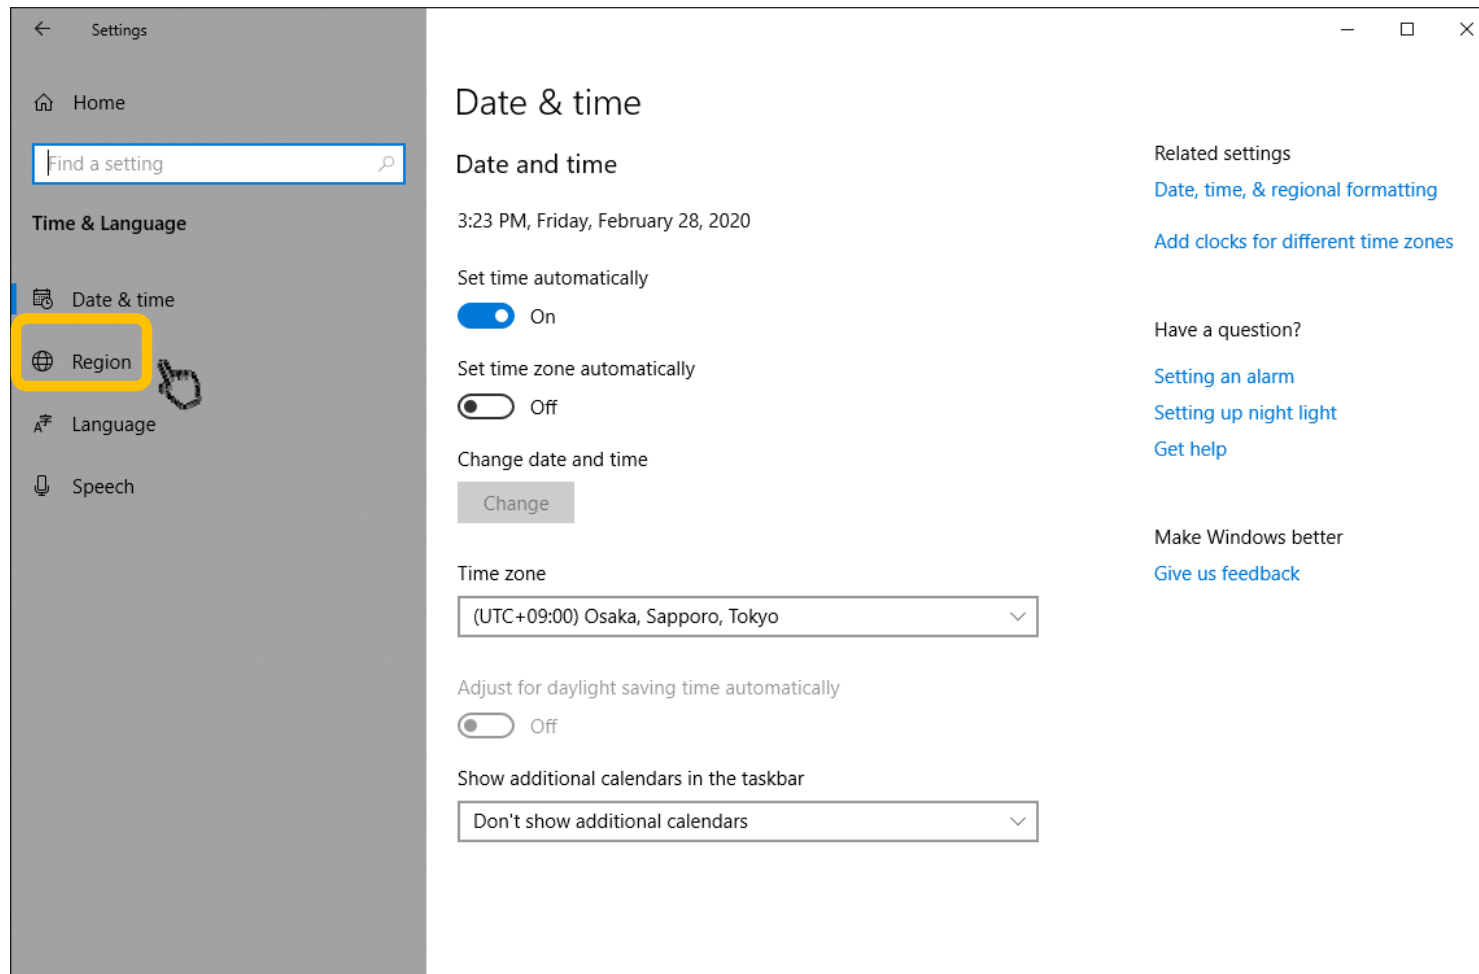 Settings
Home
Find a setting
Time & Language
Date & time
Region
Language
Speech
Date & time
Date and time
3:23 PM, Friday, February 28, 2020
Set time automatically
On
Set time zone automatically
Off
Change date and time
Change
Time zone
(UTC+09:00) Osaka, Sapporo, Tokyo
Adjust for daylight saving time automatically
Off
Show additional calendars in the taskbar
Don't show additional calendars
Related settings
Date, time, & regional formatting
Add clocks for different time zones
Have a question?
Setting an alarm
Setting up night light
Get help
Make Windows better
Give us feedback